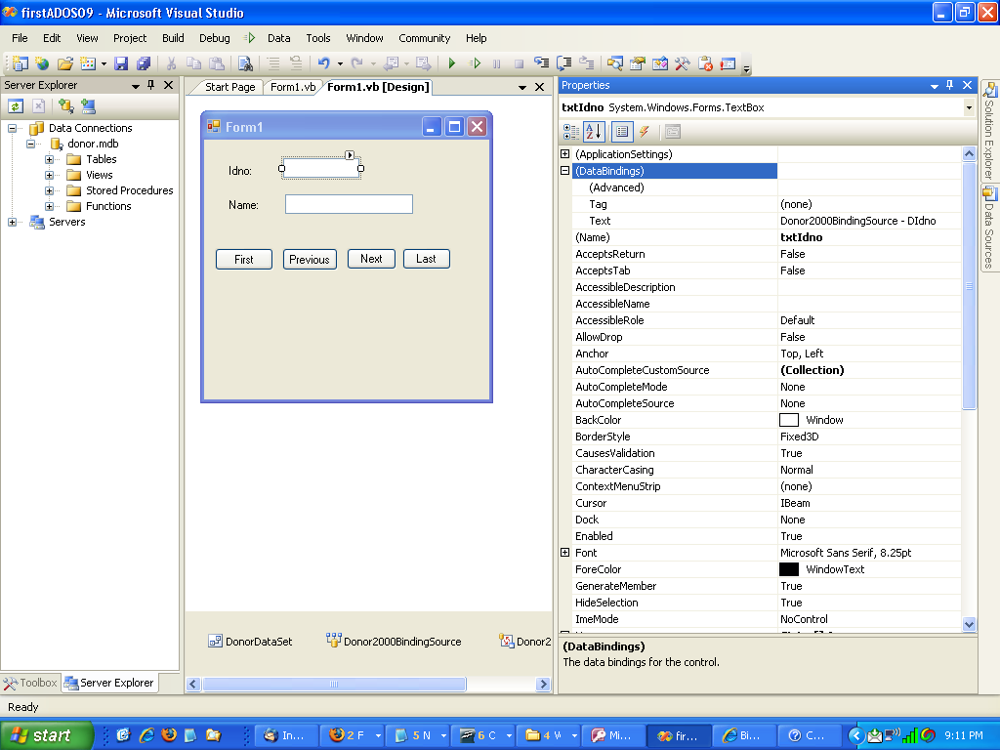 firstADOS09 - Microsoft Visual Studio
File Edit View Project Build Debug Data Tools Window Community Help
Server Explorer
Data Connections
donor.mdb
Tables
Views
Stored Procedures
Functions
Servers
Toolbox Server Explorer
Start Page Form1.vb Form1.vb [Design]
Form1
Idno:
Name:
First Previous Next Last
DonorDataSet Donor2000BindingSource Donor2
Properties
txtIdno System.Windows.Forms.TextBox
(ApplicationSettings)
(DataBindings)
(Advanced)
Tag (none)
Text Donor2000BindingSource - DIdno
(Name) txtIdno
AcceptsReturn False
AcceptsTab False
AccessibleDescription
AccessibleName
AccessibleRole Default
AllowDrop False
Anchor Top, Left
AutoCompleteCustomSource (Collection)
AutoCompleteMode None
AutoCompleteSource None
BackColor Window
BorderStyle Fixed3D
CausesValidation True
CharacterCasing Normal
ContextMenuStrip (none)
Cursor IBeam
Dock None
Enabled True
Font Microsoft Sans Serif, 8.25pt
ForeColor WindowText
GenerateMember True
HideSelection True
ImeMode NoControl
(DataBindings)
The data bindings for the control.
Solution Explorer
Data Sources
Ready
start In... 2 F 5 N 6 C 4 Mi... fir... Bi... C... 9:11 PM